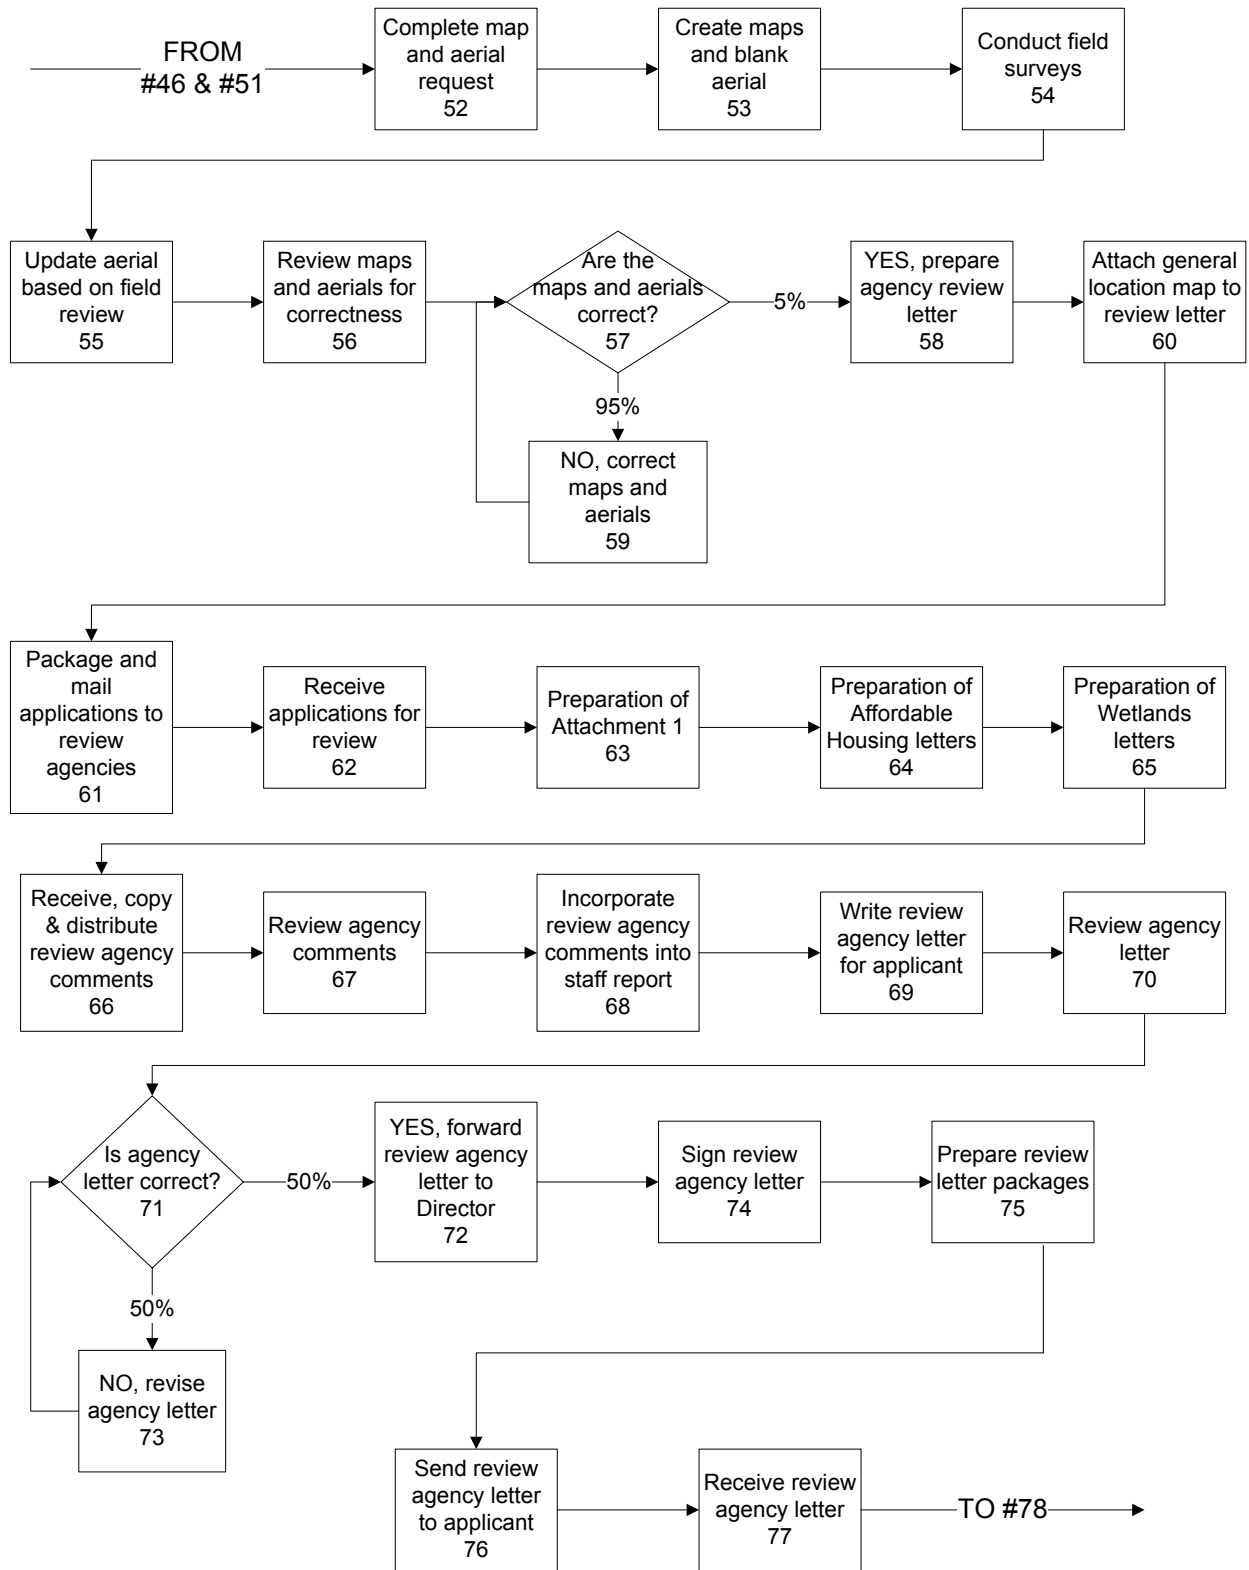 FROM
#46 & #51
Complete map
and aerial
request
52
Create maps
and blank
aerial
53
Conduct field
surveys
54
Update aerial
based on field
review
55
Review maps
and aerials for
correctness
56
Are the
maps and aerials
correct?
57
5%
YES, prepare
agency review
letter
58
Attach general
location map to
review letter
60
95%
NO, correct
maps and
aerials
59
Package and
mail
applications to
review
agencies
61
Receive
applications for
review
62
Preparation of
Attachment 1
63
Preparation of
Affordable
Housing letters
64
Preparation of
Wetlands
letters
65
Receive, copy
& distribute
review agency
comments
66
Review agency
comments
67
Incorporate
review agency
comments into
staff report
68
Write review
agency letter
for applicant
69
Review agency
letter
70
Is agency
letter correct?
71
50%
YES, forward
review agency
letter to
Director
72
Sign review
agency letter
74
Prepare review
letter packages
75
50%
NO, revise
agency letter
73
Send review
agency letter
to applicant
76
Receive review
agency letter
77
TO #78